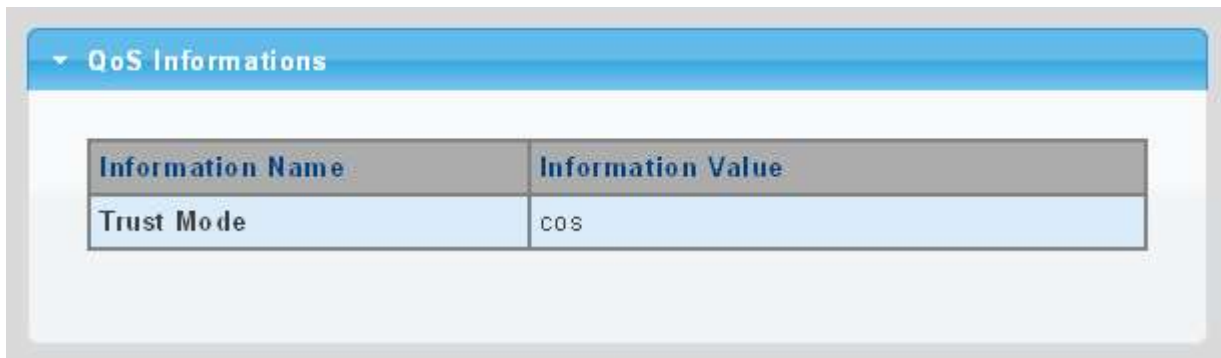 QoS Informations
Information Name Information Value
Trust Mode cos